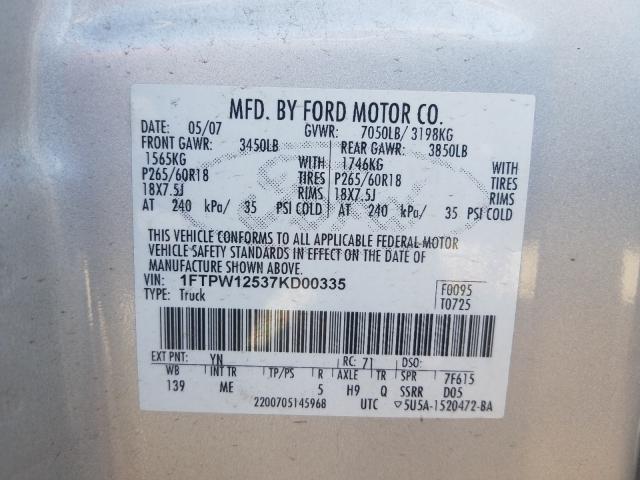 MFD. BY FORD MOTOR CO.
DATE: 05/07 GVWR: 7050LB/ 3198KG
FRONT GAWR: 3450LB REAR GAWR: 3850LB
1565KG WITH 1746KG WITH
P265/60R18 TIRES P265/60R18 TIRES
18X7.5J RIMS 18X7.5J RIMS
AT 240 kPa/ 35 PSI COLD AT 240 kPa/ 35 PSI COLD
THIS VEHICLE CONFORMS TO ALL APPLICABLE FEDERAL MOTOR
VEHICLE SAFETY STANDARDS IN EFFECT ON THE DATE OF
MANUFACTURE SHOWN ABOVE.
VIN: 1FTPW12537KD00335 F0095
TYPE: Truck T0725
EXT PNT: YN RC: 71 DSO:
WB INT TR TP/PS R AXLE TR SPR 7F615
139 ME 5 H9 Q SSRR D05
2200705145968 UTC ▽5U5A-1520472-BA
Ford